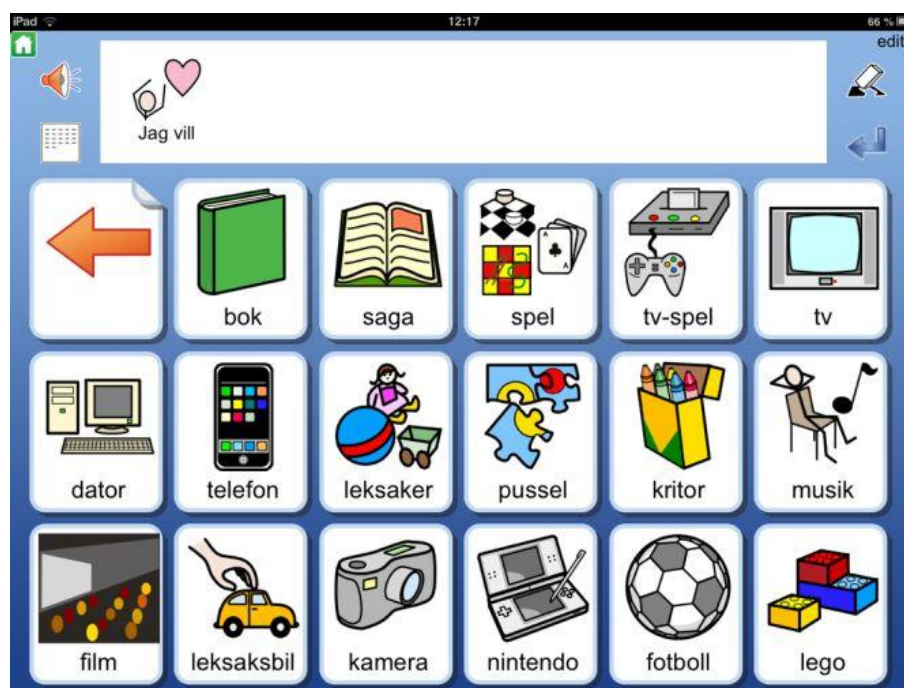 iPad 12:17 66 %
edit
Jag vill
bok saga spel tv-spel tv
dator telefon leksaker pussel kritor musik
film leksaksbil kamera nintendo fotboll lego